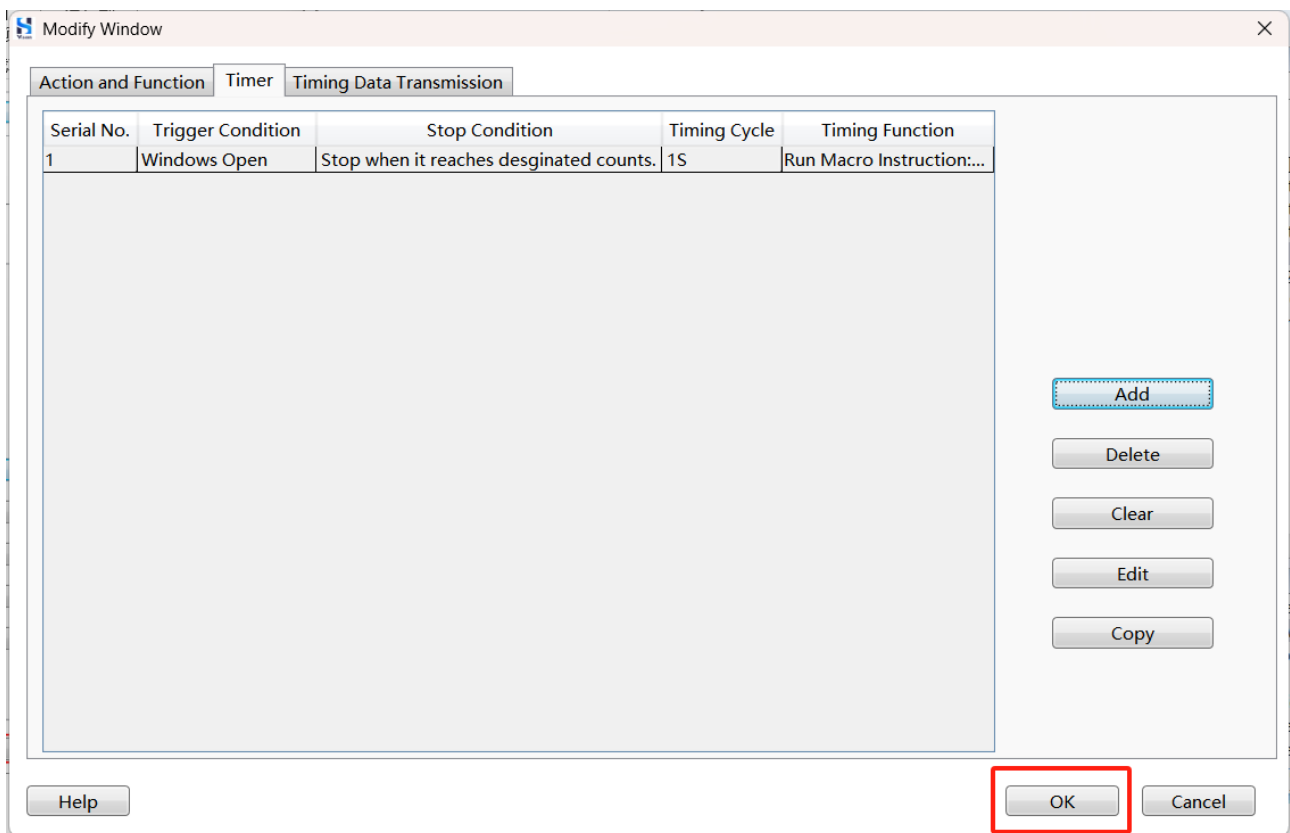 Modify Window
Action and Function Timer Timing Data Transmission
Serial No. Trigger Condition Stop Condition Timing Cycle Timing Function
1 Windows Open Stop when it reaches desginated counts. 1S Run Macro Instruction:...
Add
Delete
Clear
Edit
Copy
Help OK Cancel